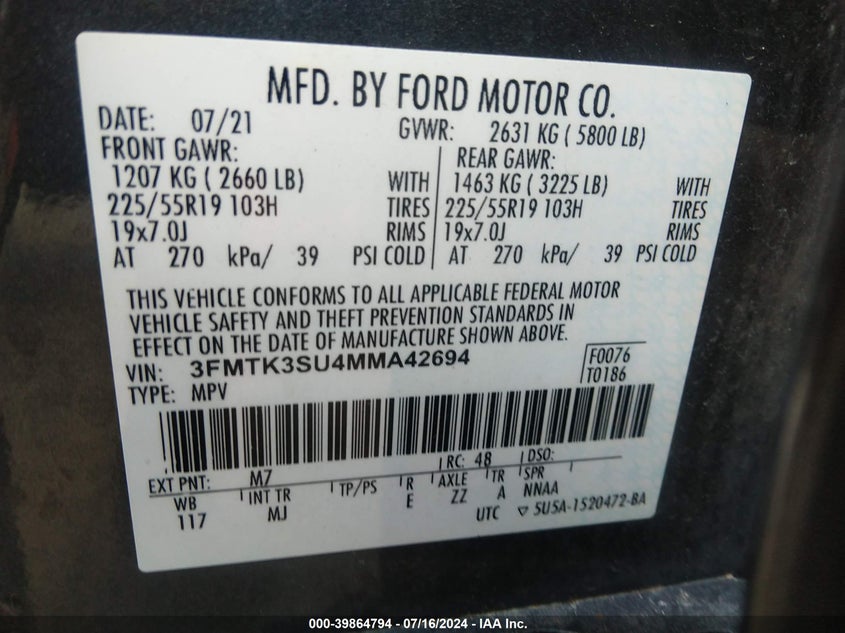 MFD. BY FORD MOTOR CO.
DATE: 07/21 GVWR: 2631 KG ( 5800 LB)
FRONT GAWR: REAR GAWR:
1207 KG ( 2660 LB) WITH 1463 KG ( 3225 LB) WITH
225/55R19 103H TIRES 225/55R19 103H TIRES
19x7.0J RIMS 19x7.0J RIMS
AT 270 kPa/ 39 PSI COLD AT 270 kPa/ 39 PSI COLD
THIS VEHICLE CONFORMS TO ALL APPLICABLE FEDERAL MOTOR
VEHICLE SAFETY AND THEFT PREVENTION STANDARDS IN
EFFECT ON THE DATE OF MANUFACTURE SHOWN ABOVE.
VIN: 3FMTK3SU4MMA42694 F0076
TYPE: MPV T0186
EXT PNT: M7 RC: 48 DSO:
WB INT TR TP/PS R AXLE TR SPR
117 MJ E ZZ A NNAA
UTC ▽ 5U5A-1520472-BA
000-39864794 / 07/16/2024 - IAA Inc.